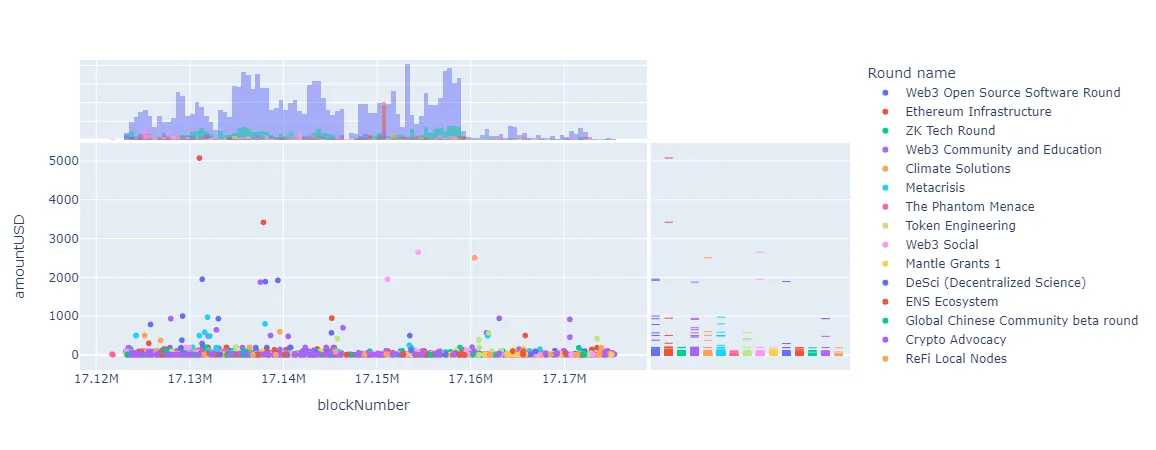 Round name
Web3 Open Source Software Round
Ethereum Infrastructure
ZK Tech Round
Web3 Community and Education
Climate Solutions
Metacrisis
The Phantom Menace
Token Engineering
Web3 Social
Mantle Grants 1
DeSci (Decentralized Science)
ENS Ecosystem
Global Chinese Community beta round
Crypto Advocacy
ReFi Local Nodes
amountUSD
5000
4000
3000
2000
1000
0
17.12M 17.13M 17.14M 17.15M 17.16M 17.17M
blockNumber